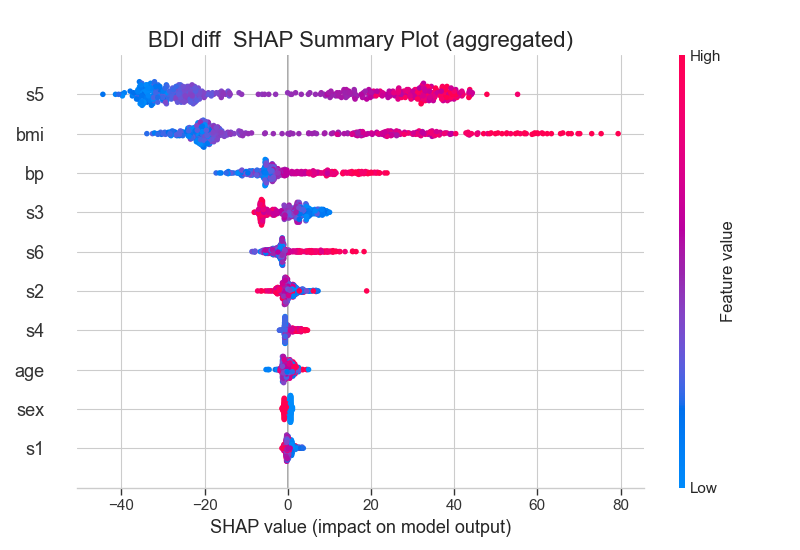 BDI diff  SHAP Summary Plot (aggregated)
High
s5
bmi
bp
s3
s6
s2
s4
age
sex
s1
Feature value
Low
−40 −20 0 20 40 60 80
SHAP value (impact on model output)